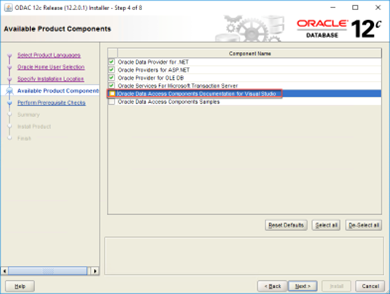 ODAC 12c Release (12.2.0.1) Installer - Step 4 of 8
Available Product Components
ORACLE
DATABASE
12c
Select Product Languages
Oracle Home User Selection
Specify Installation Location
Available Product Component
Perform Prerequisite Checks
Summary
Install Product
Finish
Component Name
Oracle Data Provider for .NET
Oracle Providers for ASP.NET
Oracle Provider for OLE DB
Oracle Services For Microsoft Transaction Server
Oracle Data Access Components Documentation for Visual Studio
Oracle Data Access Components Samples
Reset Defaults
Select all
De-Select all
Help
< Back
Next >
Install
Cancel